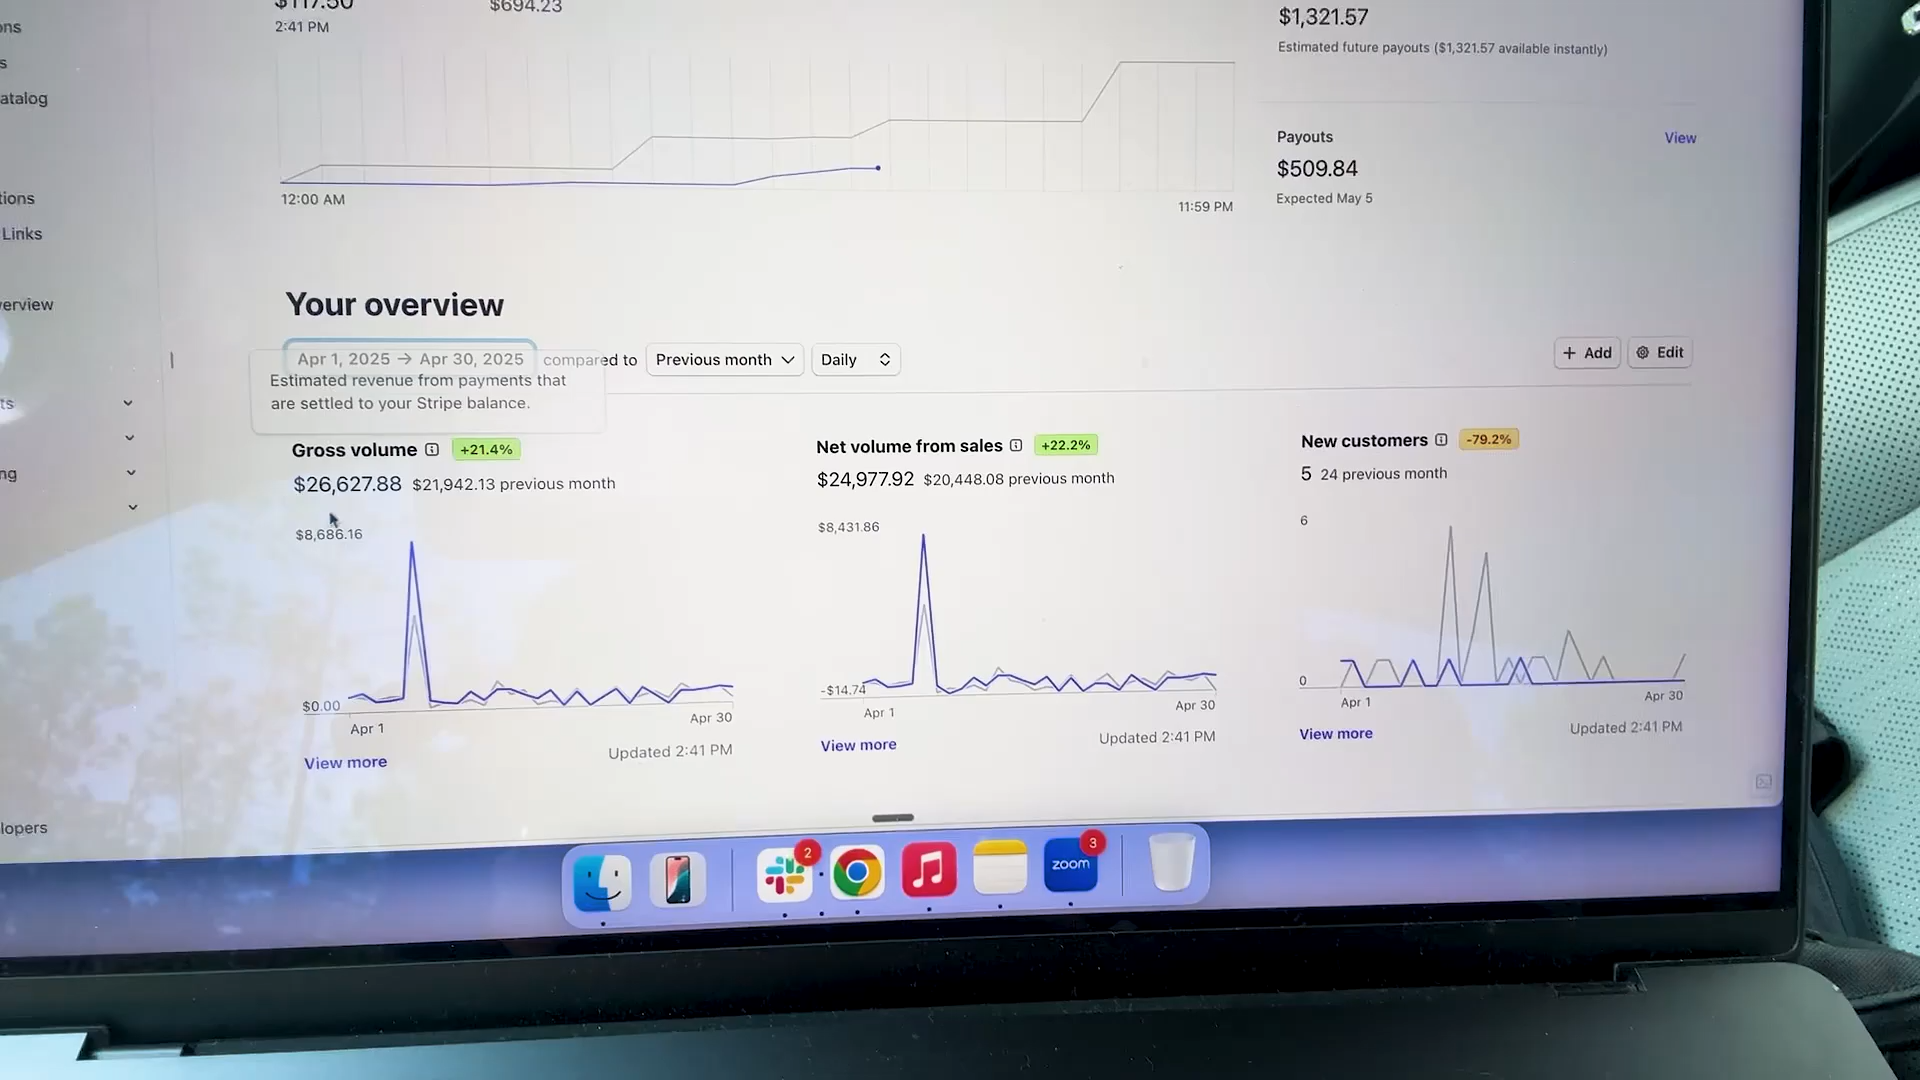 $117.50
$694.23
2:41 PM
12:00 AM
11:59 PM
$1,321.57
Estimated future payouts ($1,321.57 available instantly)
Payouts
View
$509.84
Expected May 5
ons
s
atalog
tions
Links
verview
ts
ng
lopers
Your overview
Apr 1, 2025 → Apr 30, 2025 compared to Previous month Daily
+ Add
Edit
Estimated revenue from payments that
are settled to your Stripe balance.
Gross volume +21.4%
$26,627.88 $21,942.13 previous month
$8,686.16
$0.00
Apr 1
Apr 30
View more
Updated 2:41 PM
Net volume from sales +22.2%
$24,977.92 $20,448.08 previous month
$8,431.86
-$14.74
Apr 1
Apr 30
View more
Updated 2:41 PM
New customers -79.2%
5 24 previous month
6
0
Apr 1
Apr 30
View more
Updated 2:41 PM
2
zoom
3